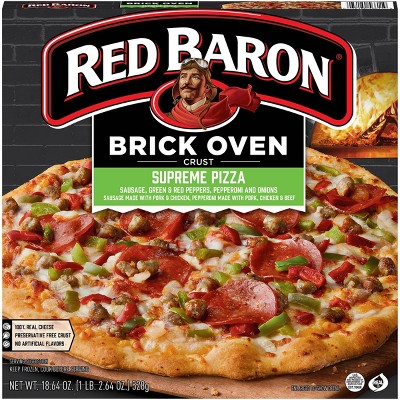 RED BARON®
BRICK OVEN
CRUST
SUPREME PIZZA
SAUSAGE, GREEN & RED PEPPERS, PEPPERONI AND ONIONS
SAUSAGE MADE WITH PORK & CHICKEN, PEPPERONI MADE WITH PORK, CHICKEN & BEEF
100% REAL CHEESE
PRESERVATIVE FREE CRUST
NO ARTIFICIAL FLAVORS
KEEP FROZEN,
NET WT. 18.64 OZ. (1 LB. 2.64 OZ.) 528g